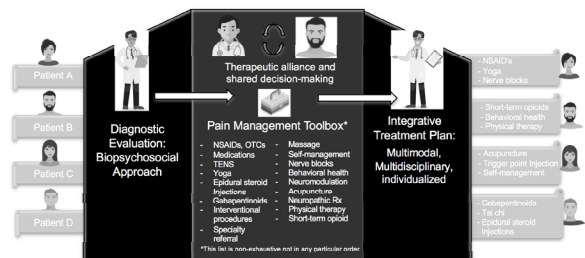 Patient A
Patient B
Patient C
Patient D
Diagnostic
Evaluation:
Biopsychosocial
Approach
Therapeutic alliance and
shared decision-making
Pain Management Toolbox*
- NSAIDs, OTCs
- Medications
- TENS
- Yoga
- Epidural steroid
Injections
- Gabapentinoids
- Interventional
procedures
- Specialty
referral
- Massage
- Self-management
- Nerve blocks
- Behavioral health
- Neuromodulation
- Acupuncture
- Neuropathic Rx
- Physical therapy
- Short-term opioid
*This list is non-exhaustive not in any particular order
Integrative
Treatment Plan:
Multimodal,
Multidisciplinary,
individualized
- NSAID's
- Yoga
- Nerve blocks
- Short-term opioids
- Behavioral health
- Physical therapy
- Acupuncture
- Trigger point Injection
- Self-management
- Gabapentinoids
- Tai chi
- Epidural steroid
injections